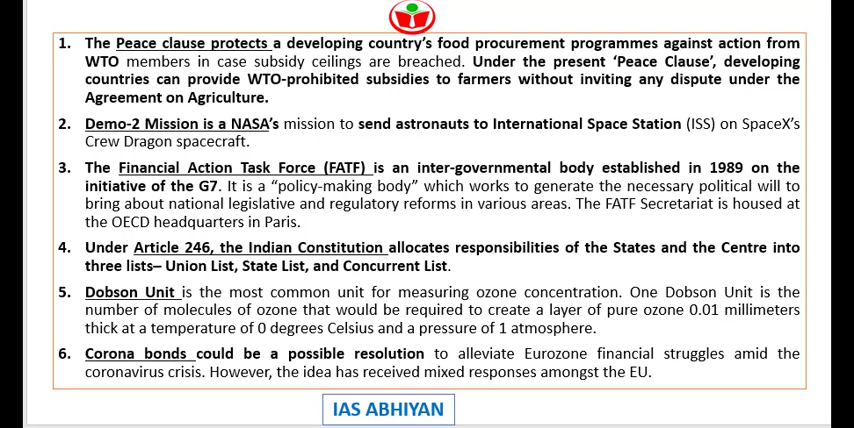 1. The Peace clause protects a developing country's food procurement programmes against action from
WTO members in case subsidy ceilings are breached. Under the present 'Peace Clause', developing
countries can provide WTO-prohibited subsidies to farmers without inviting any dispute under the
Agreement on Agriculture.
2. Demo-2 Mission is a NASA's mission to send astronauts to International Space Station (ISS) on SpaceX's
Crew Dragon spacecraft.
3. The Financial Action Task Force (FATF) is an inter-governmental body established in 1989 on the
initiative of the G7. It is a "policy-making body" which works to generate the necessary political will to
bring about national legislative and regulatory reforms in various areas. The FATF Secretariat is housed at
the OECD headquarters in Paris.
4. Under Article 246, the Indian Constitution allocates responsibilities of the States and the Centre into
three lists– Union List, State List, and Concurrent List.
5. Dobson Unit is the most common unit for measuring ozone concentration. One Dobson Unit is the
number of molecules of ozone that would be required to create a layer of pure ozone 0.01 millimeters
thick at a temperature of 0 degrees Celsius and a pressure of 1 atmosphere.
6. Corona bonds could be a possible resolution to alleviate Eurozone financial struggles amid the
coronavirus crisis. However, the idea has received mixed responses amongst the EU.
IAS ABHIYAN